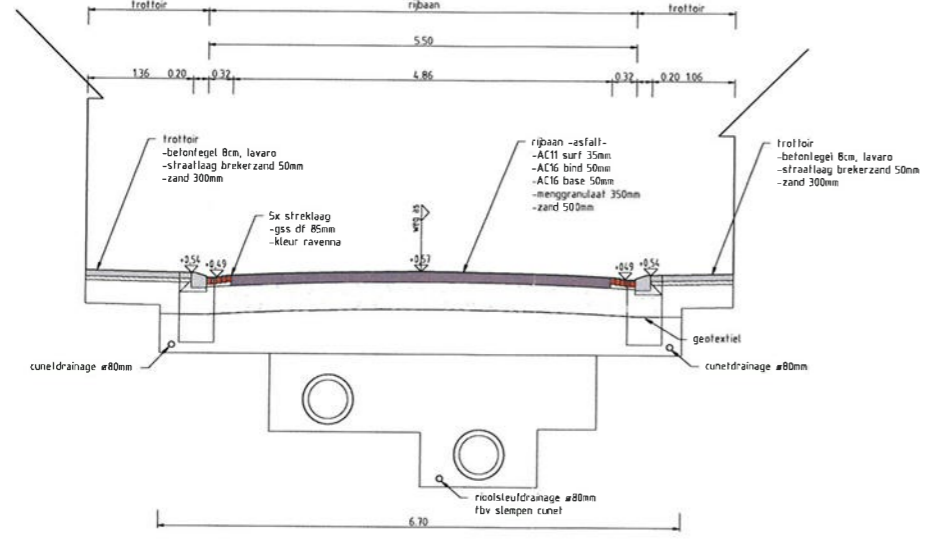 trottoir
rijbaan
trottoir
5.50
1.36 0.20 0.32 4.86 0.32 0.20 1.06
trottoir
-betontegel 8cm, lavaro
-straatlaag brekerzand 50mm
-zand 300mm
rijbaan -asfalt-
-AC11 surf 35mm
-AC16 bind 50mm
-AC16 base 50mm
-menggranulaat 350mm
-zand 500mm
trottoir
-betontegel 8cm, lavaro
-straatlaag brekerzand 50mm
-zand 300mm
5x streklaag
-gss df 85mm
-kleur ravenna
weg as
+0.54
+0.49
+0.53
+0.49
+0.54
geotextiel
cunetdrainage ø80mm
cunetdrainage ø80mm
rioolsleufdrainage ø80mm
tbv slempen cunet
6.70